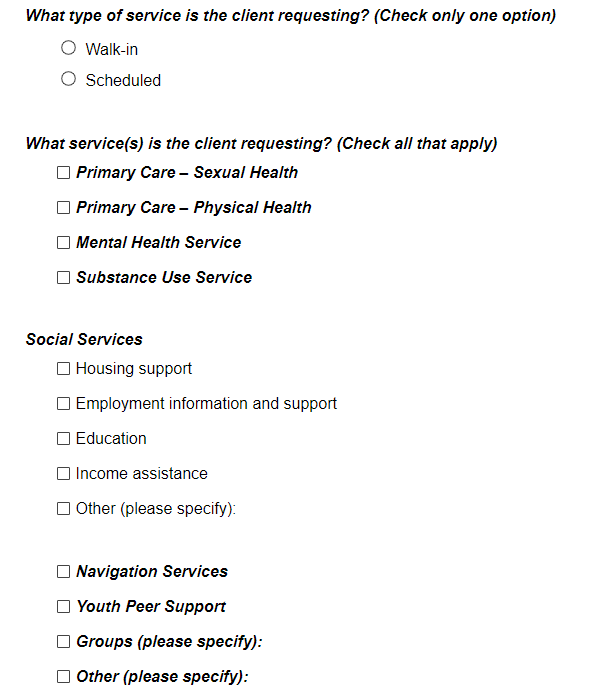 What type of service is the client requesting? (Check only one option)
Walk-in
Scheduled
What service(s) is the client requesting? (Check all that apply)
Primary Care – Sexual Health
Primary Care – Physical Health
Mental Health Service
Substance Use Service
Social Services
Housing support
Employment information and support
Education
Income assistance
Other (please specify):
Navigation Services
Youth Peer Support
Groups (please specify):
Other (please specify):